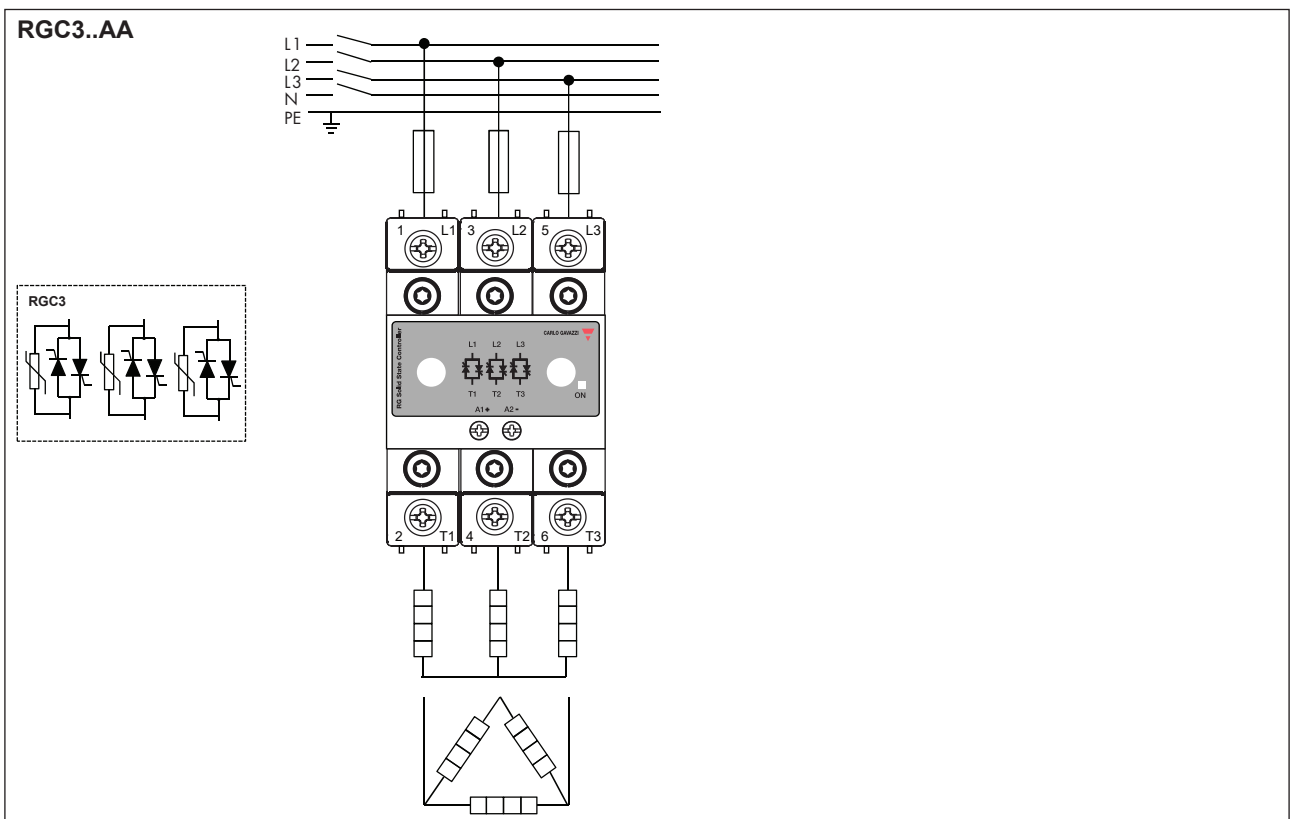 RGC3..AA
L1
L2
L3
N
PE
1 L1 3 L2 5 L3
RGC3
RG Solid State Controller
CARLO GAVAZZI
L1 L2 L3
T1 T2 T3
ON
A1+ A2-
2 T1 4 T2 6 T3